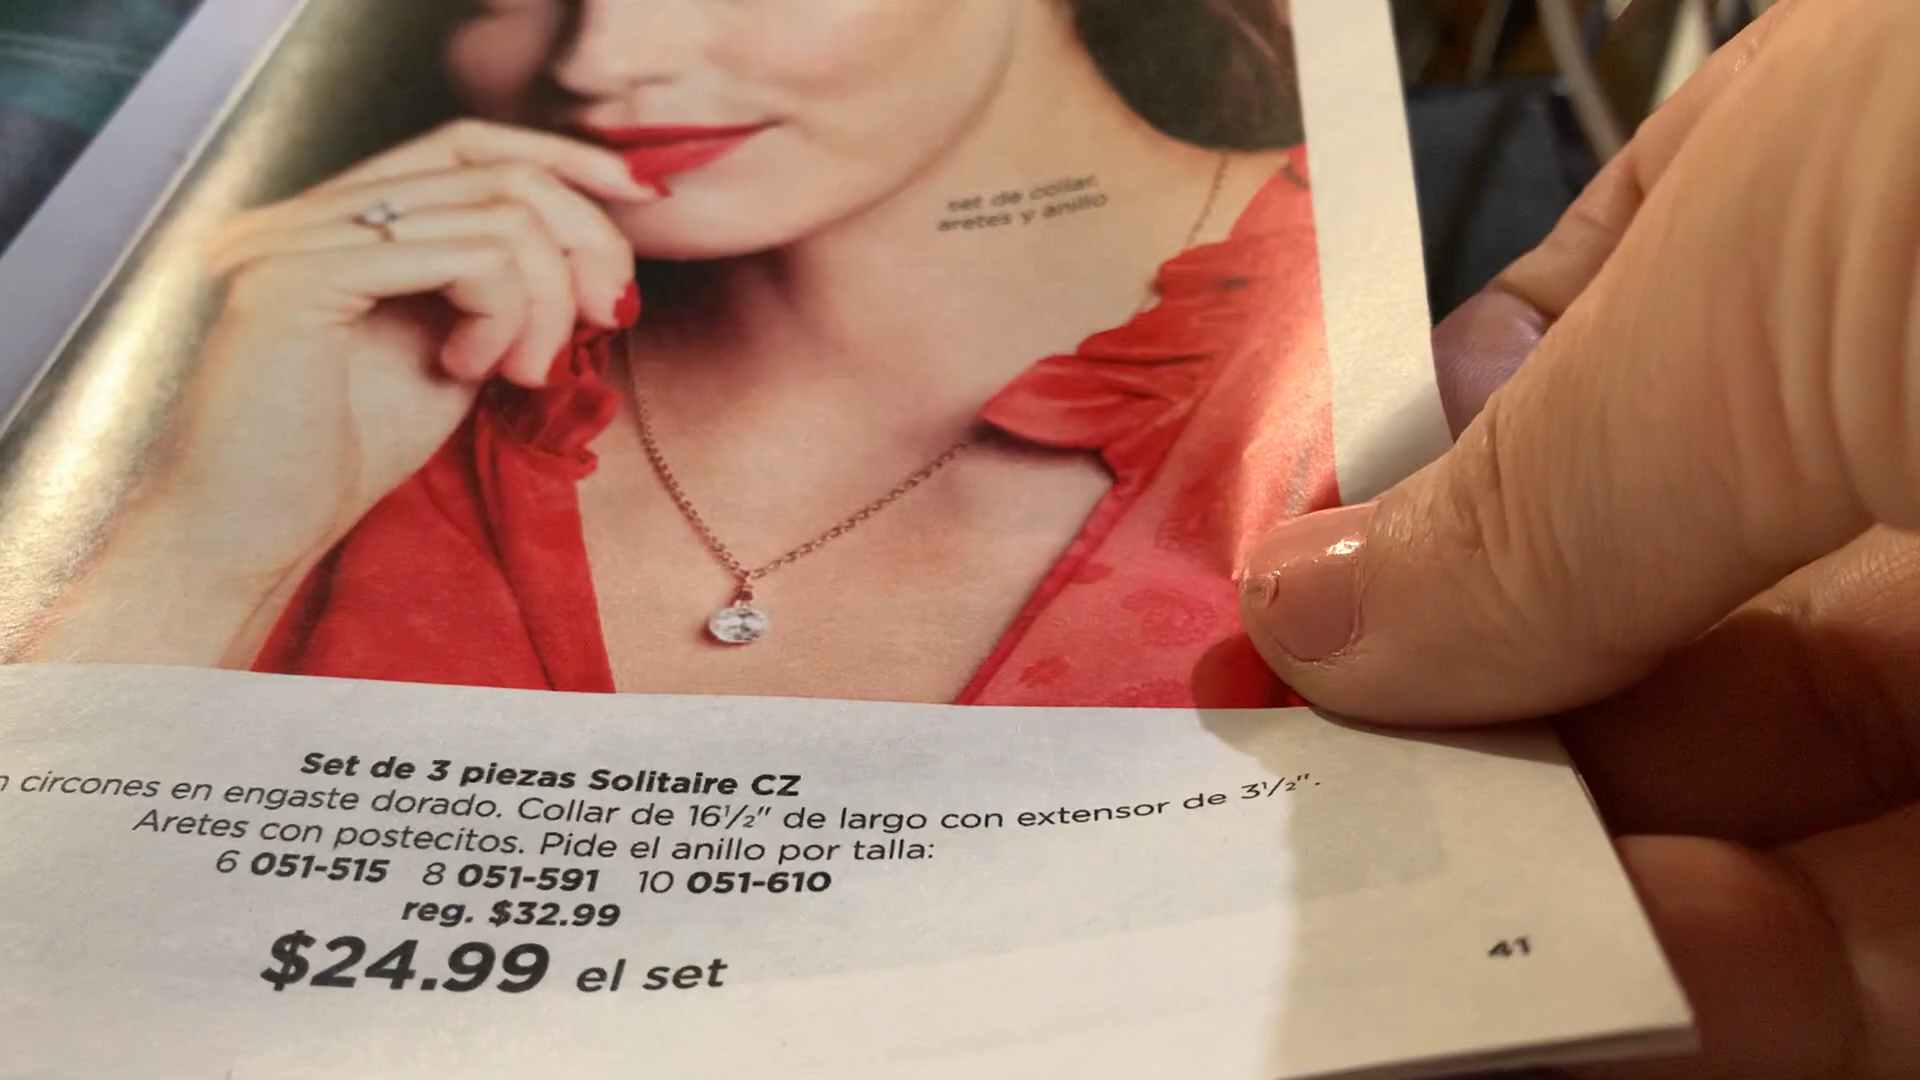 set de collar,
aretes y anillo
Set de 3 piezas Solitaire CZ
circones en engaste dorado. Collar de 16½" de largo con extensor de 3½".
Aretes con postecitos. Pide el anillo por talla:
6 051-515 8 051-591 10 051-610
reg. $32.99
$24.99 el set
41